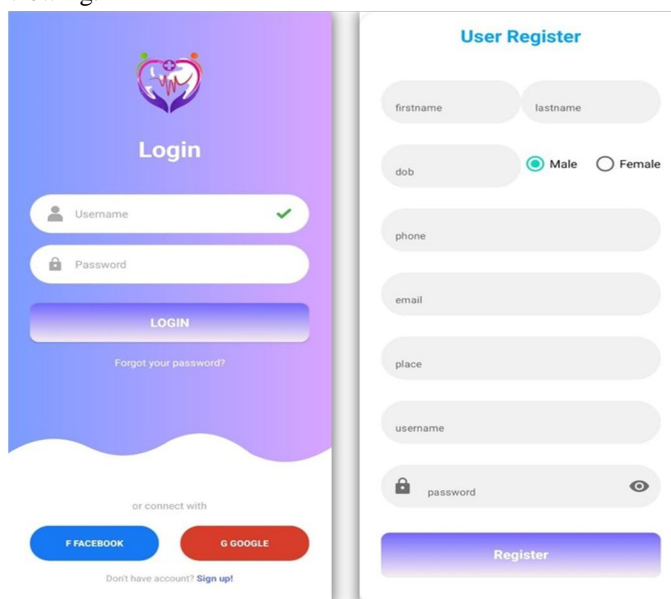 Login
Username
Password
LOGIN
Forgot your password?
or connect with
F FACEBOOK G GOOGLE
Don't have account? Sign up!
User Register
firstname lastname
dob Male Female
phone
email
place
username
password
Register